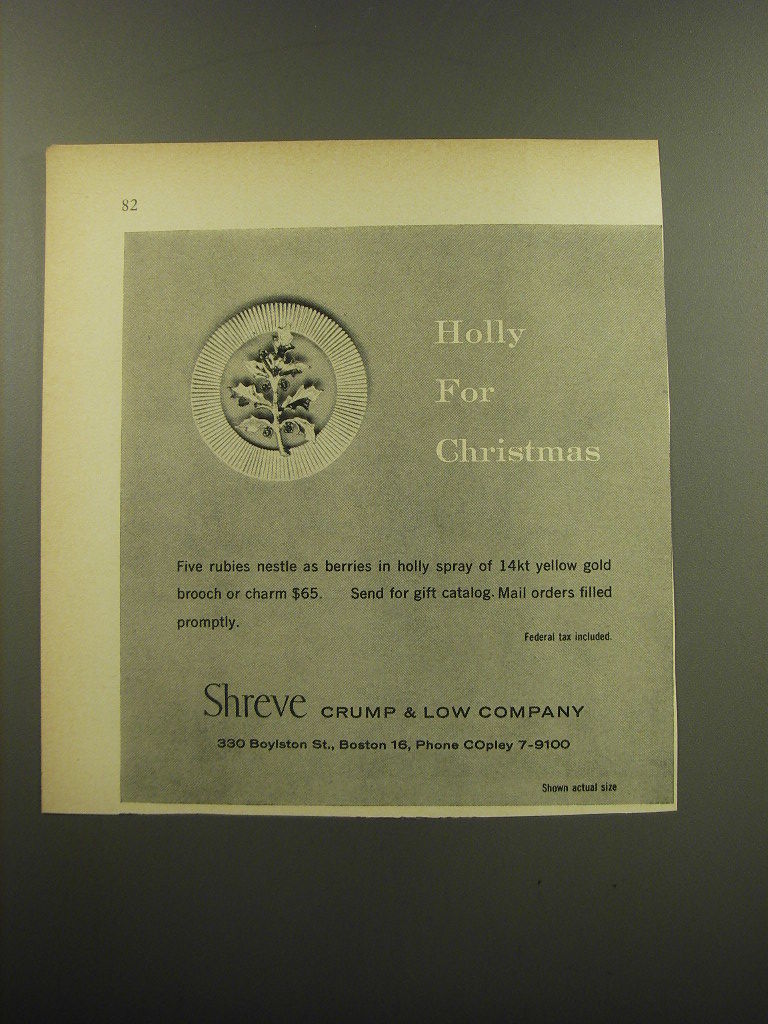 82
Holly
For
Christmas
Five rubies nestle as berries in holly spray of 14kt yellow gold
brooch or charm $65. Send for gift catalog. Mail orders filled
promptly.
Federal tax included.
Shreve CRUMP & LOW COMPANY
330 Boylston St., Boston 16, Phone COpley 7-9100
Shown actual size